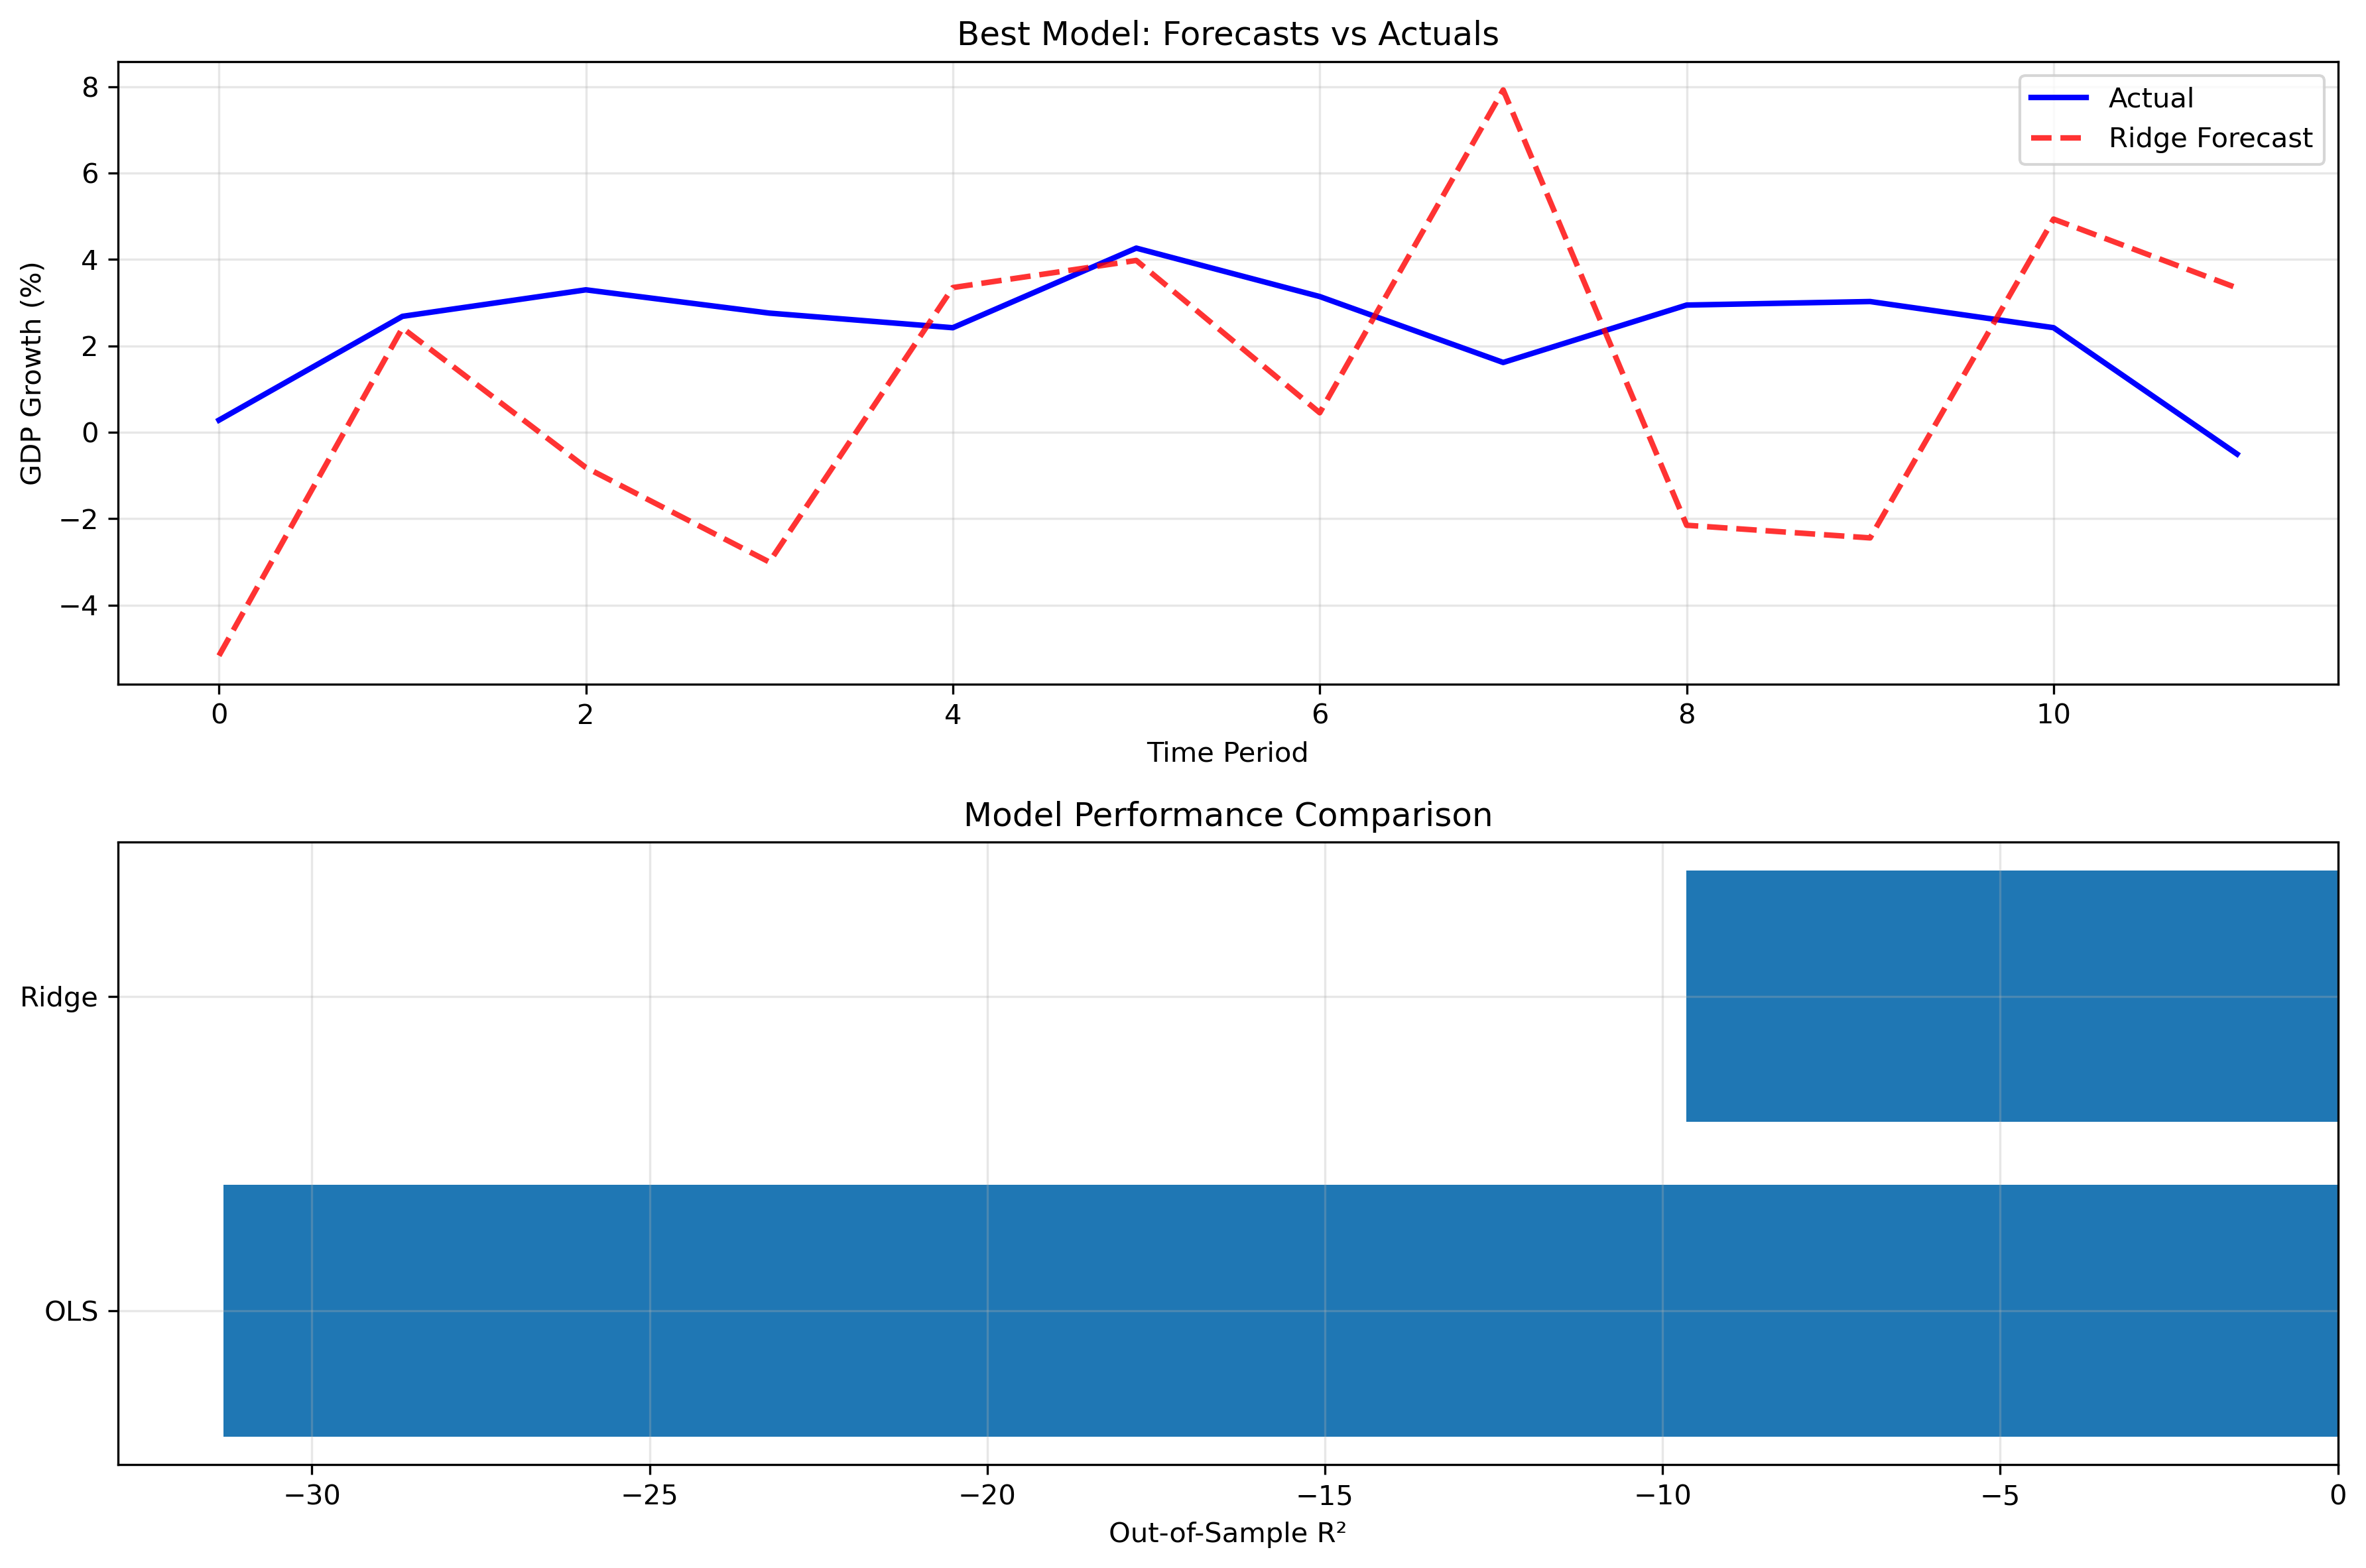 Best Model: Forecasts vs Actuals
Actual
Ridge Forecast
GDP Growth (%)
8
6
4
2
0
−2
−4
0 2 4 6 8 10
Time Period
Model Performance Comparison
Ridge
OLS
−30 −25 −20 −15 −10 −5 0
Out-of-Sample R²